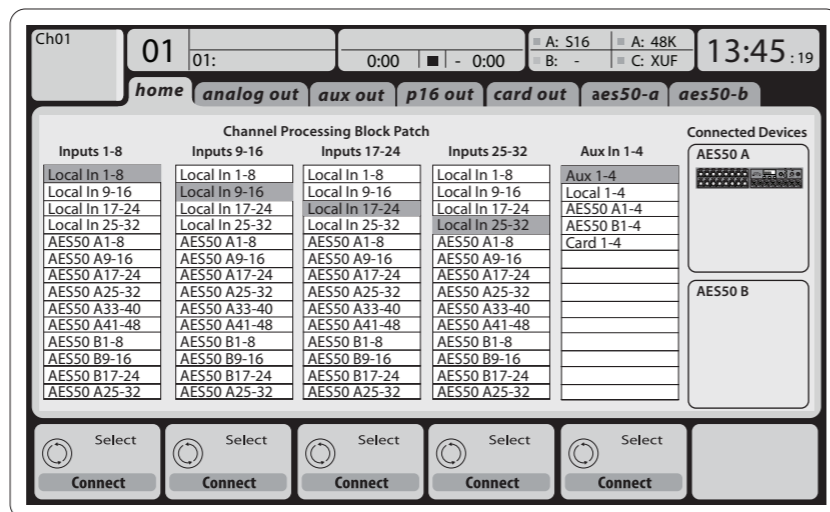 Ch01
01
01:
0:00 - 0:00
A: S16 A: 48K
B: - C: XUF
13:45 :19
home analog out aux out p16 out card out aes50-a aes50-b
Channel Processing Block Patch
Connected Devices
Inputs 1-8 Inputs 9-16 Inputs 17-24 Inputs 25-32 Aux In 1-4
AES50 A
Local In 1-8 Local In 1-8 Local In 1-8 Local In 1-8 Aux 1-4
Local In 9-16 Local In 9-16 Local In 9-16 Local In 9-16 Local 1-4
Local In 17-24 Local In 17-24 Local In 17-24 Local In 17-24 AES50 A1-4
Local In 25-32 Local In 25-32 Local In 25-32 Local In 25-32 AES50 B1-4
AES50 A1-8 AES50 A1-8 AES50 A1-8 AES50 A1-8 Card 1-4
AES50 A9-16 AES50 A9-16 AES50 A9-16 AES50 A9-16
AES50 A17-24 AES50 A17-24 AES50 A17-24 AES50 A17-24
AES50 A25-32 AES50 A25-32 AES50 A25-32 AES50 A25-32
AES50 B
AES50 A33-40 AES50 A33-40 AES50 A33-40 AES50 A33-40
AES50 A41-48 AES50 A41-48 AES50 A41-48 AES50 A41-48
AES50 B1-8 AES50 B1-8 AES50 B1-8 AES50 B1-8
AES50 B9-16 AES50 B9-16 AES50 B9-16 AES50 B9-16
AES50 B17-24 AES50 B17-24 AES50 B17-24 AES50 B17-24
AES50 A25-32 AES50 A25-32 AES50 A25-32 AES50 A25-32
Select Select Select Select Select
Connect Connect Connect Connect Connect